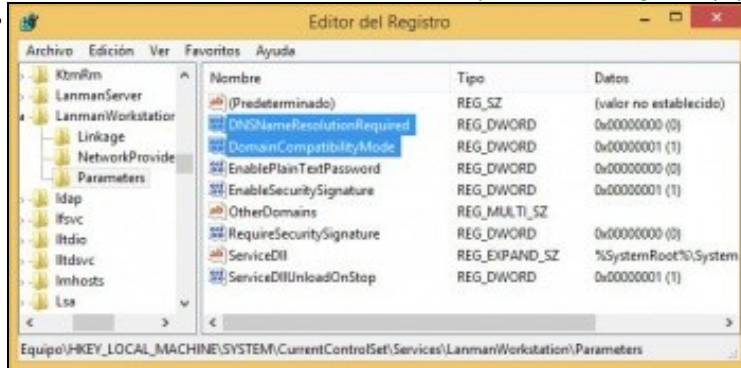 Editor del Registro
Archivo Edición Ver Favoritos Ayuda
KtmRm
LanmanServer
LanmanWorkstation
Linkage
NetworkProvide
Parameters
ldap
lfsvc
lltdio
lltdsvc
lmhosts
Lsa
Nombre Tipo Datos
(Predeterminado) REG_SZ (valor no establecido)
DNSNameResolutionRequired REG_DWORD 0x00000000 (0)
DomainCompatibilityMode REG_DWORD 0x00000001 (1)
EnablePlainTextPassword REG_DWORD 0x00000000 (0)
EnableSecuritySignature REG_DWORD 0x00000001 (1)
OtherDomains REG_MULTI_SZ
RequireSecuritySignature REG_DWORD 0x00000000 (0)
ServiceDll REG_EXPAND_SZ %SystemRoot%\System
ServiceDllUnloadOnStop REG_DWORD 0x00000001 (1)
Equipo\HKEY_LOCAL_MACHINE\SYSTEM\CurrentControlSet\Services\LanmanWorkstation\Parameters